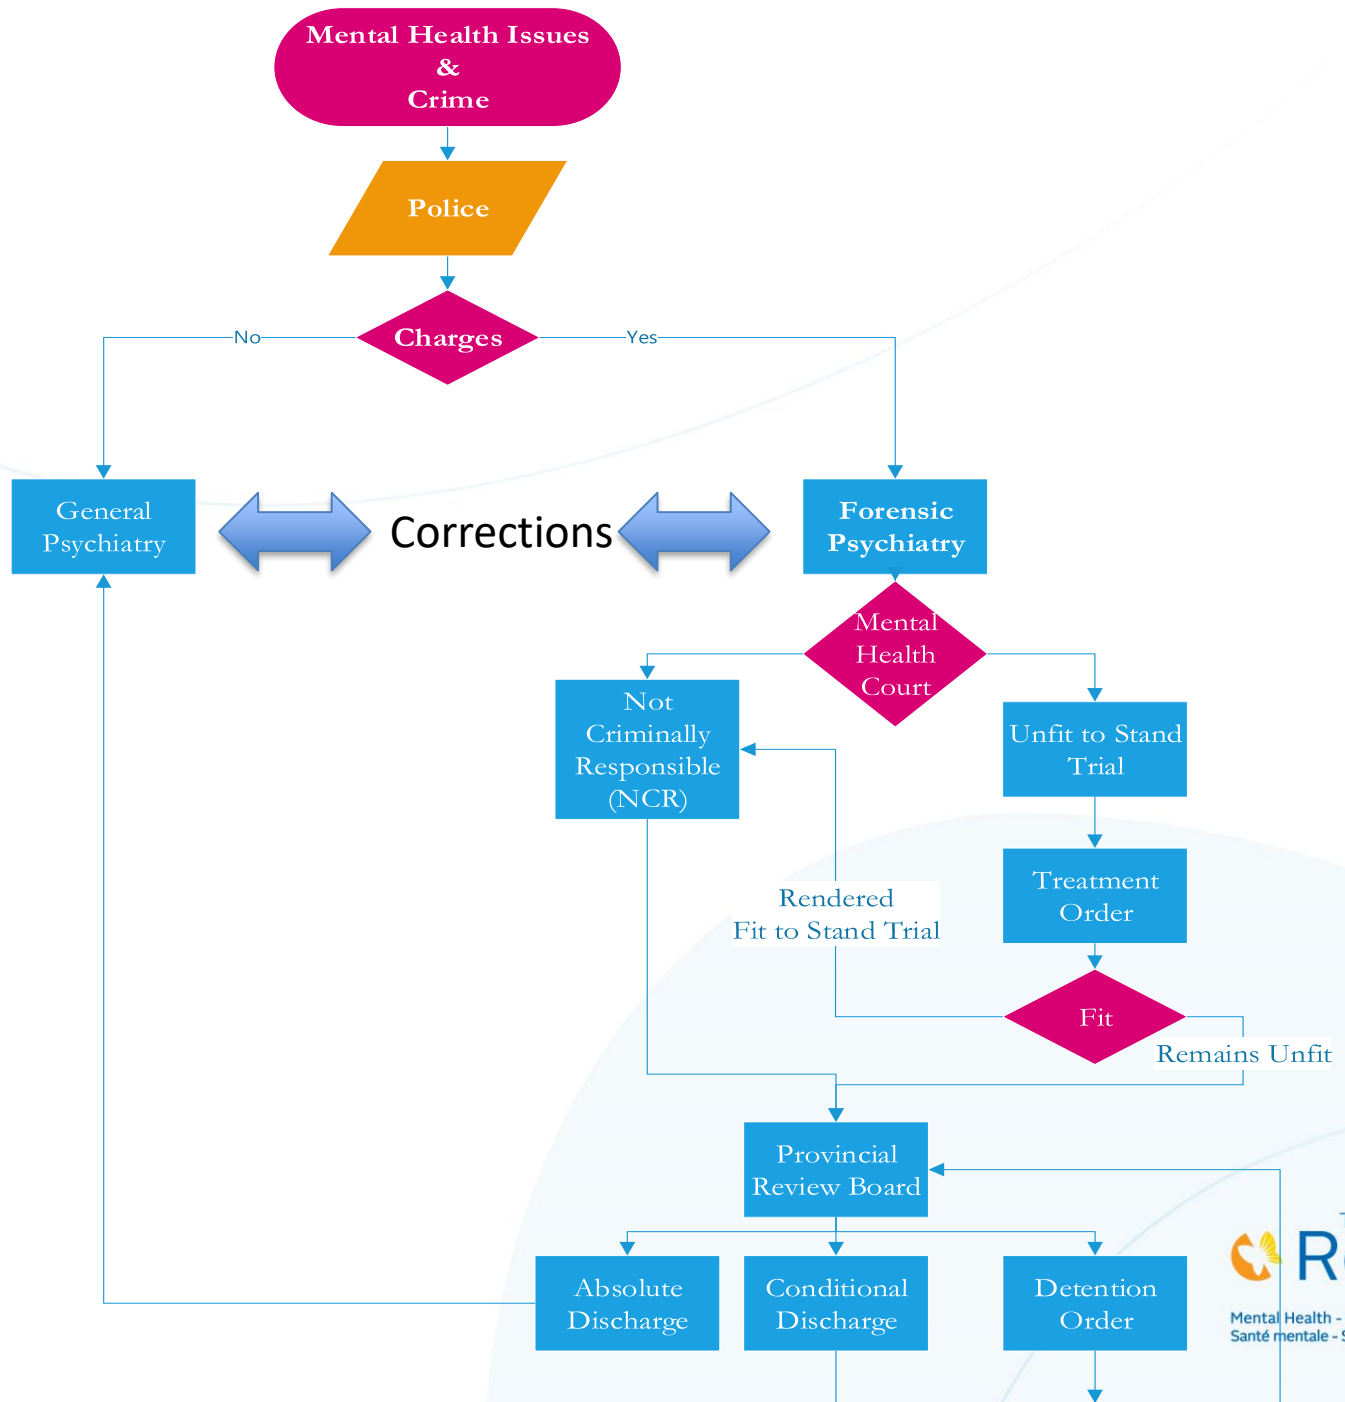 Mental Health Issues
&
Crime
Police
Charges
No
Yes
General
Psychiatry
Corrections
Forensic
Psychiatry
Mental
Health
Court
Not
Criminally
Responsible
(NCR)
Unfit to Stand
Trial
Treatment
Order
Rendered
Fit to Stand Trial
Fit
Remains Unfit
Provincial
Review Board
Absolute
Discharge
Conditional
Discharge
Detention
Order
R
Mental Health -
Santé mentale - S